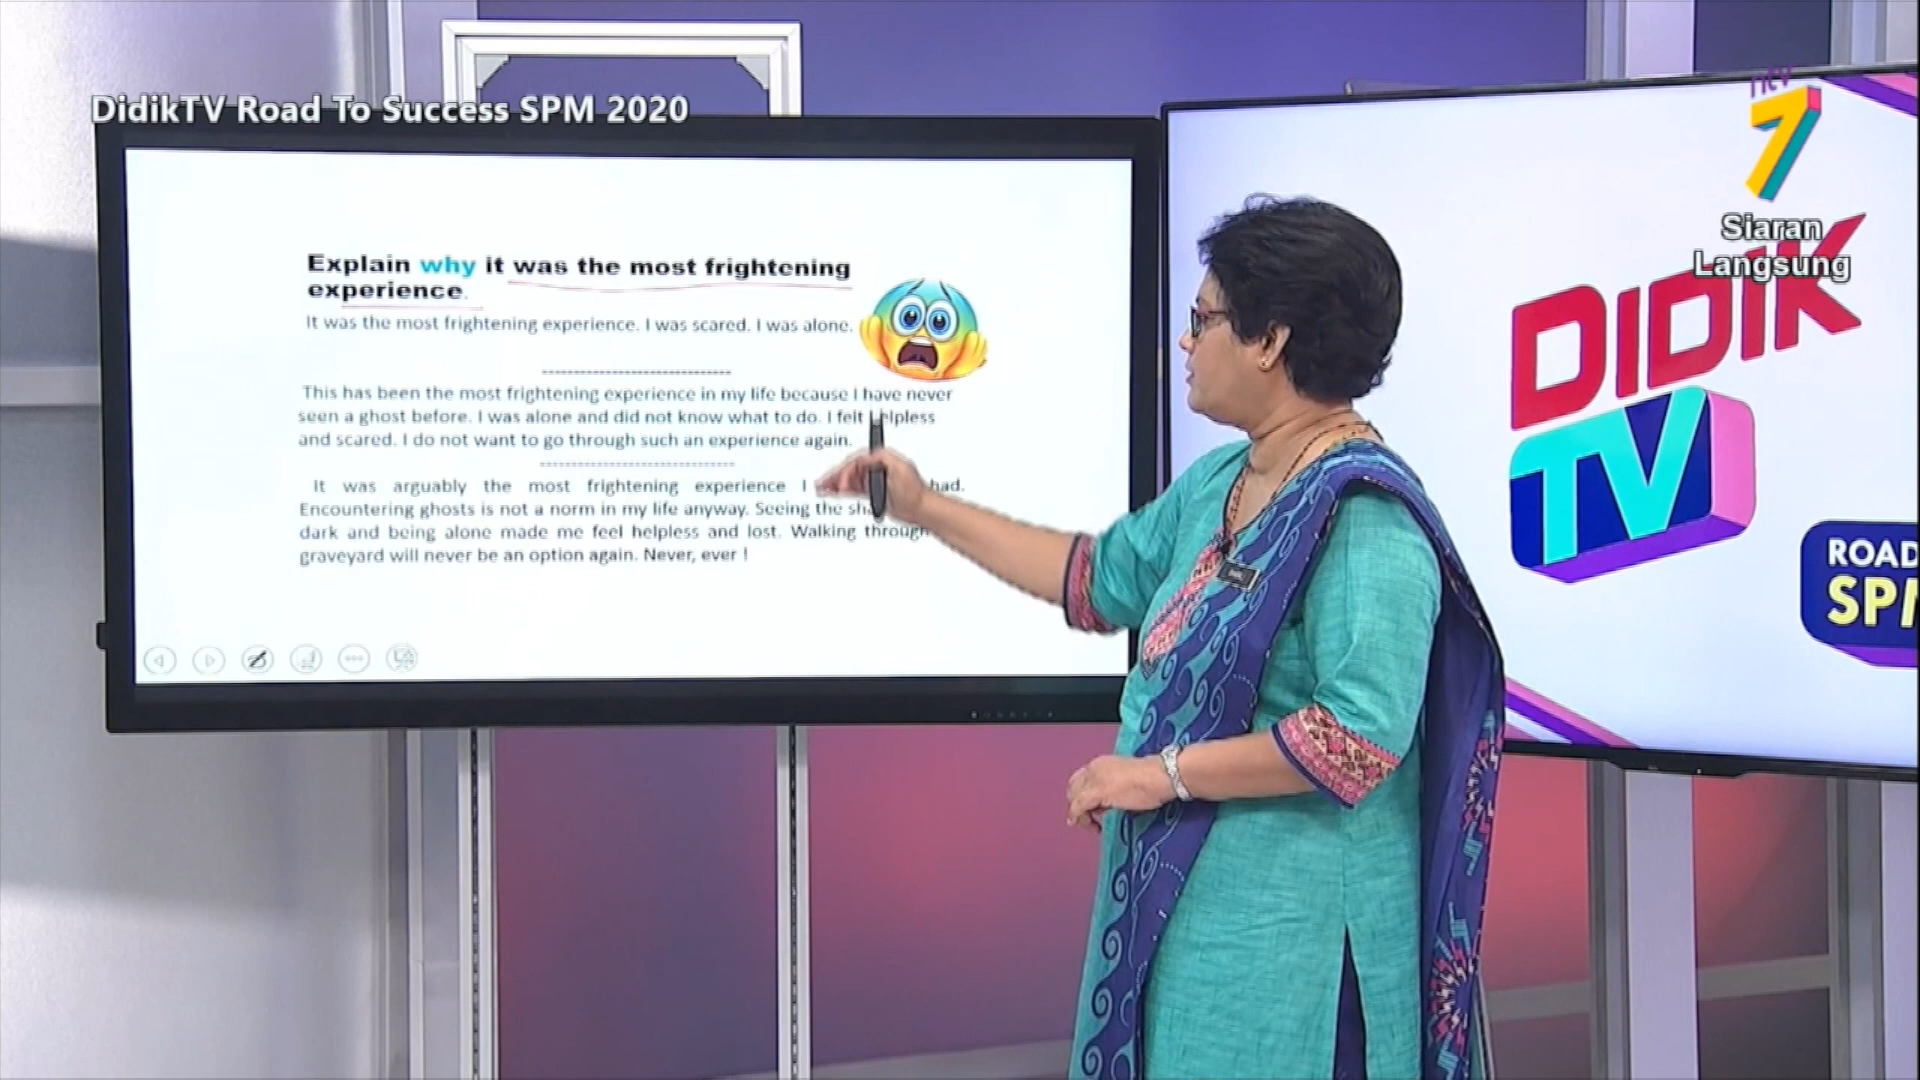 DidikTV Road To Success SPM 2020
ntv
7
Siaran
Langsung
Explain why it was the most frightening
experience.
It was the most frightening experience. I was scared. I was alone.
------------------------------
This has been the most frightening experience in my life because I have never
seen a ghost before. I was alone and did not know what to do. I felt helpless
and scared. I do not want to go through such an experience again.
-------------------------------
It was arguably the most frightening experience I had.
Encountering ghosts is not a norm in my life anyway. Seeing the
dark and being alone made me feel helpless and lost. Walking through
graveyard will never be an option again. Never, ever !
DIDIK
TV
ROAD